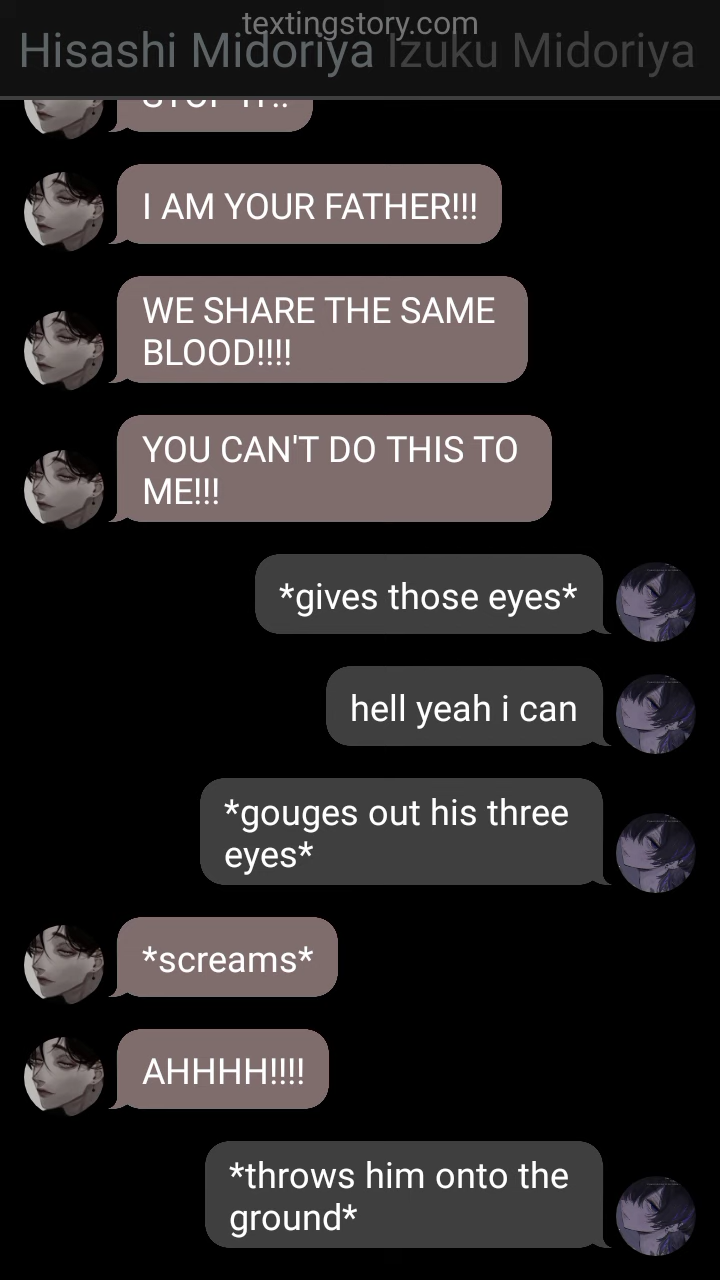 textingstory.com
Hisashi Midoriya Izuku Midoriya
I AM YOUR FATHER!!!
WE SHARE THE SAME
BLOOD!!!!
YOU CAN'T DO THIS TO
ME!!!
*gives those eyes*
hell yeah i can
*gouges out his three
eyes*
*screams*
AHHHH!!!!
*throws him onto the
ground*